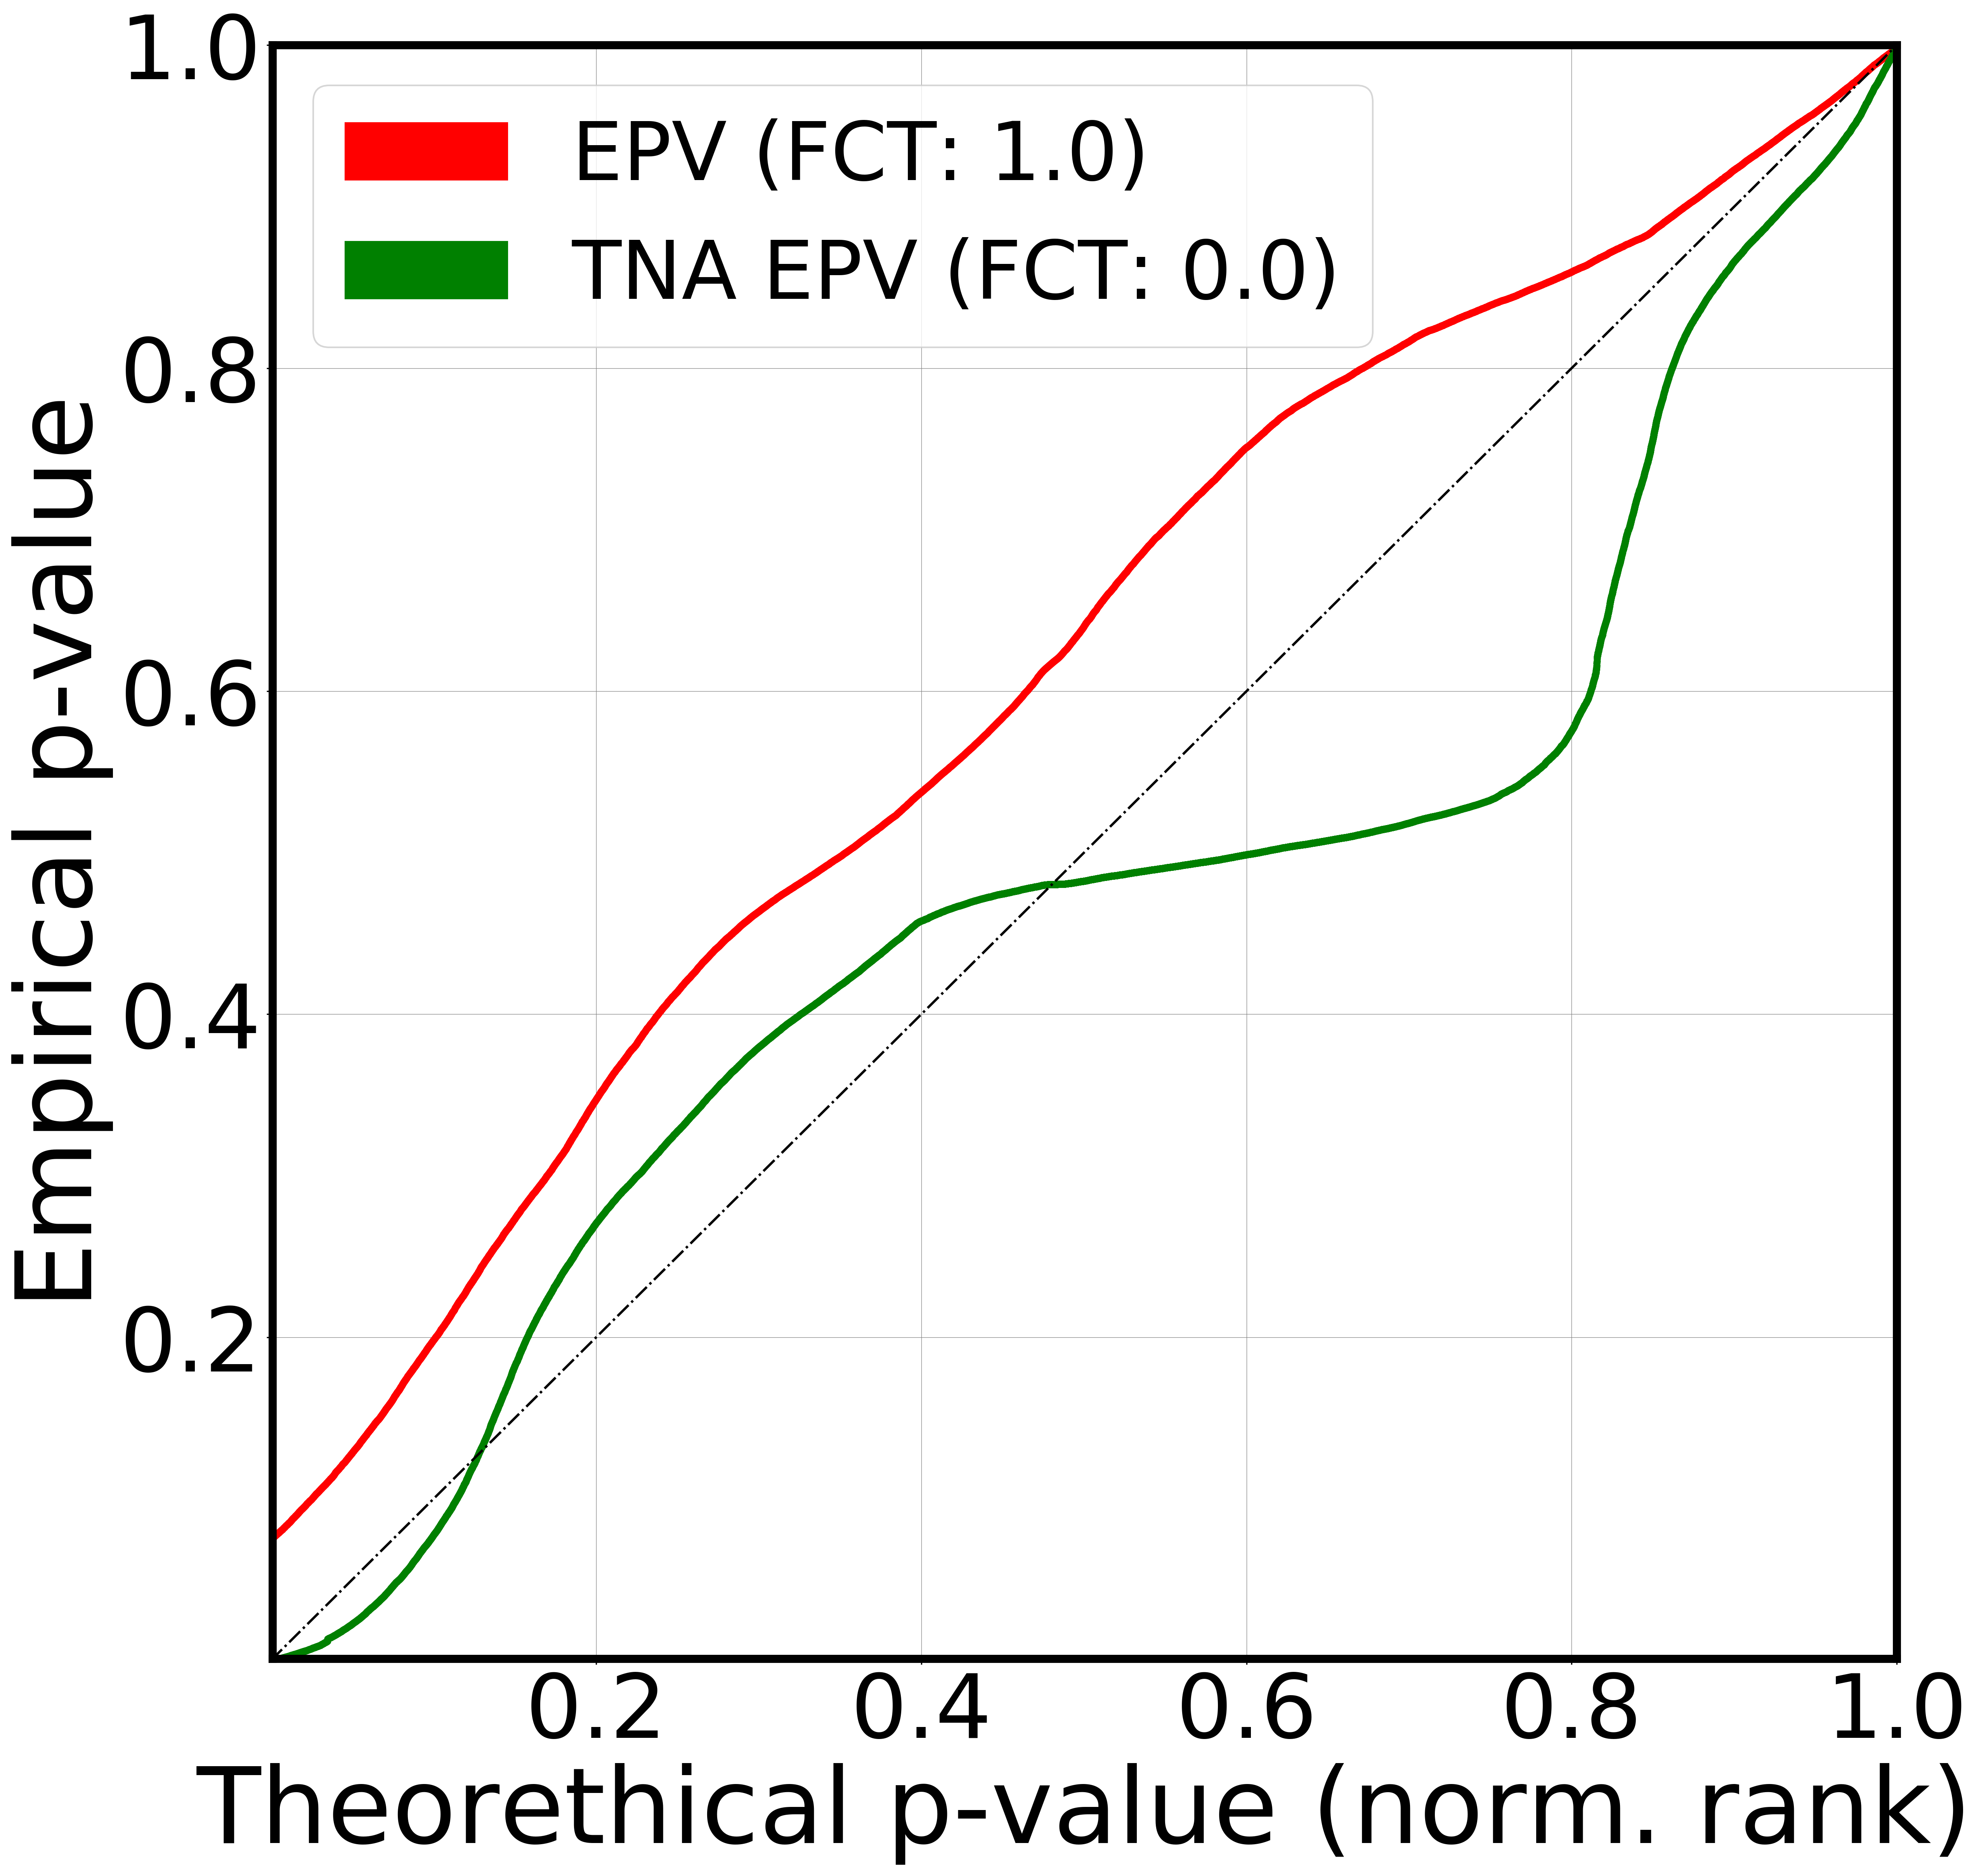 1.0
0.8
0.6
0.4
0.2
Empirical p-value
EPV (FCT: 1.0)
TNA EPV (FCT: 0.0)
0.2 0.4 0.6 0.8 1.0
Theorethical p-value (norm. rank)